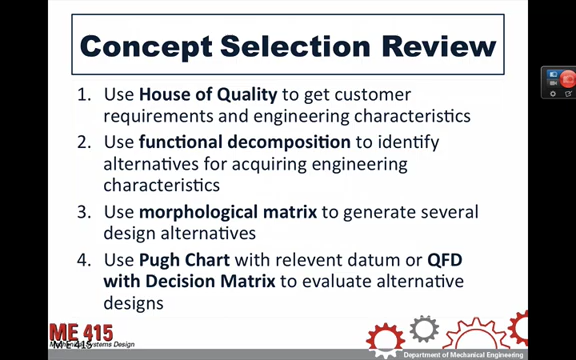 Concept Selection Review
1. Use House of Quality to get customer
requirements and engineering characteristics
2. Use functional decomposition to identify
alternatives for acquiring engineering
characteristics
3. Use morphological matrix to generate several
design alternatives
4. Use Pugh Chart with relevent datum or QFD
with Decision Matrix to evaluate alternative
designs
ME 415
ME 415
Systems Design
Department of Mechanical Engineering